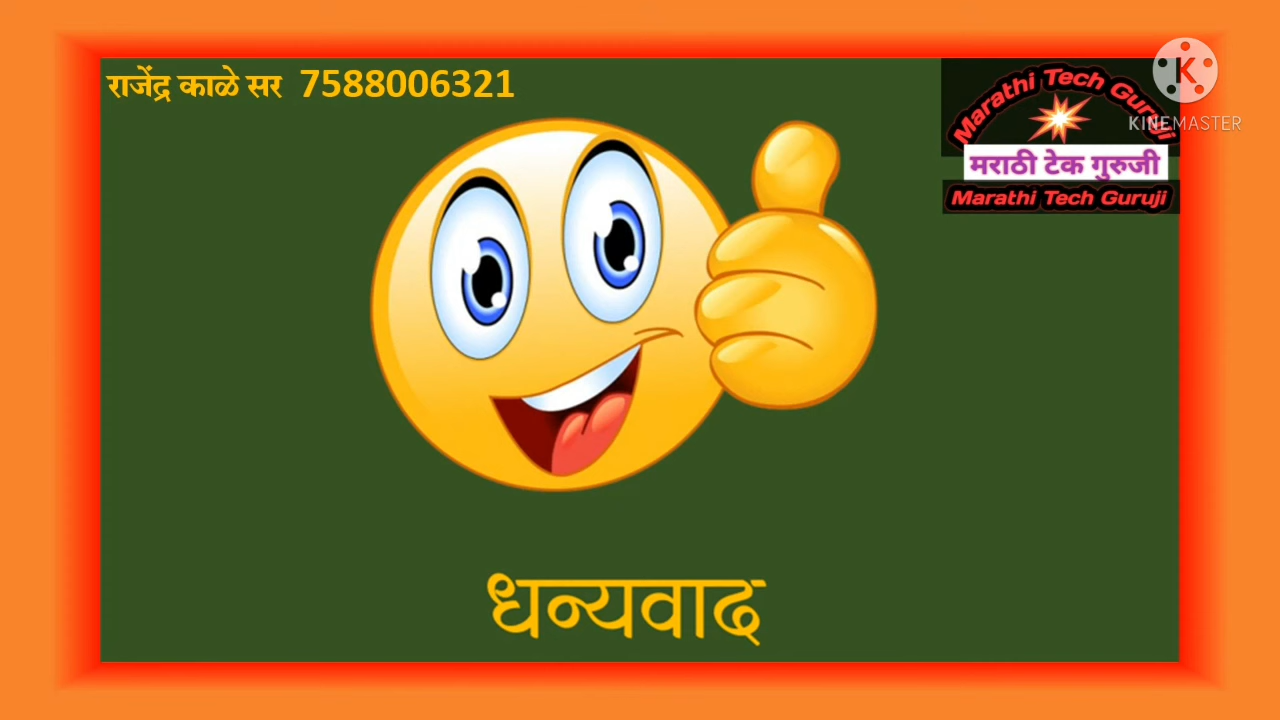 राजेंद्र काळे सर 7588006321
Marathi Tech Guruji
मराठी टेक गुरुजी
Marathi Tech Guruji
K
KINEMASTER
धन्यवाद